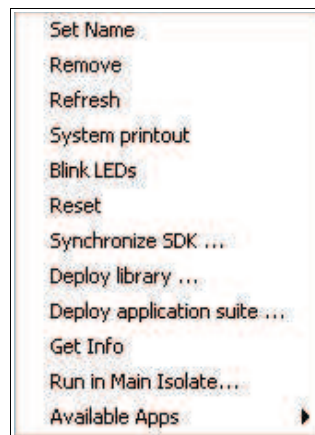 Set Name
Remove
Refresh
System printout
Blink LEDs
Reset
Synchronize SDK ...
Deploy library ...
Deploy application suite ...
Get Info
Run in Main Isolate...
Available Apps